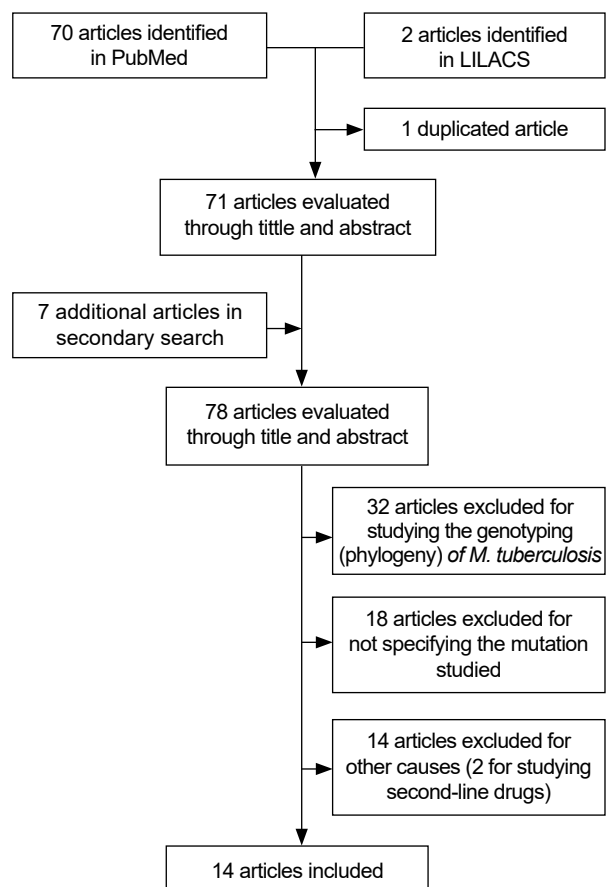 70 articles identified
in PubMed
2 articles identified
in LILACS
1 duplicated article
71 articles evaluated
through tittle and abstract
7 additional articles in
secondary search
78 articles evaluated
through title and abstract
32 articles excluded for
studying the genotyping
(phylogeny) of M. tuberculosis
18 articles excluded for
not specifying the mutation
studied
14 articles excluded for
other causes (2 for studying
second-line drugs)
14 articles included